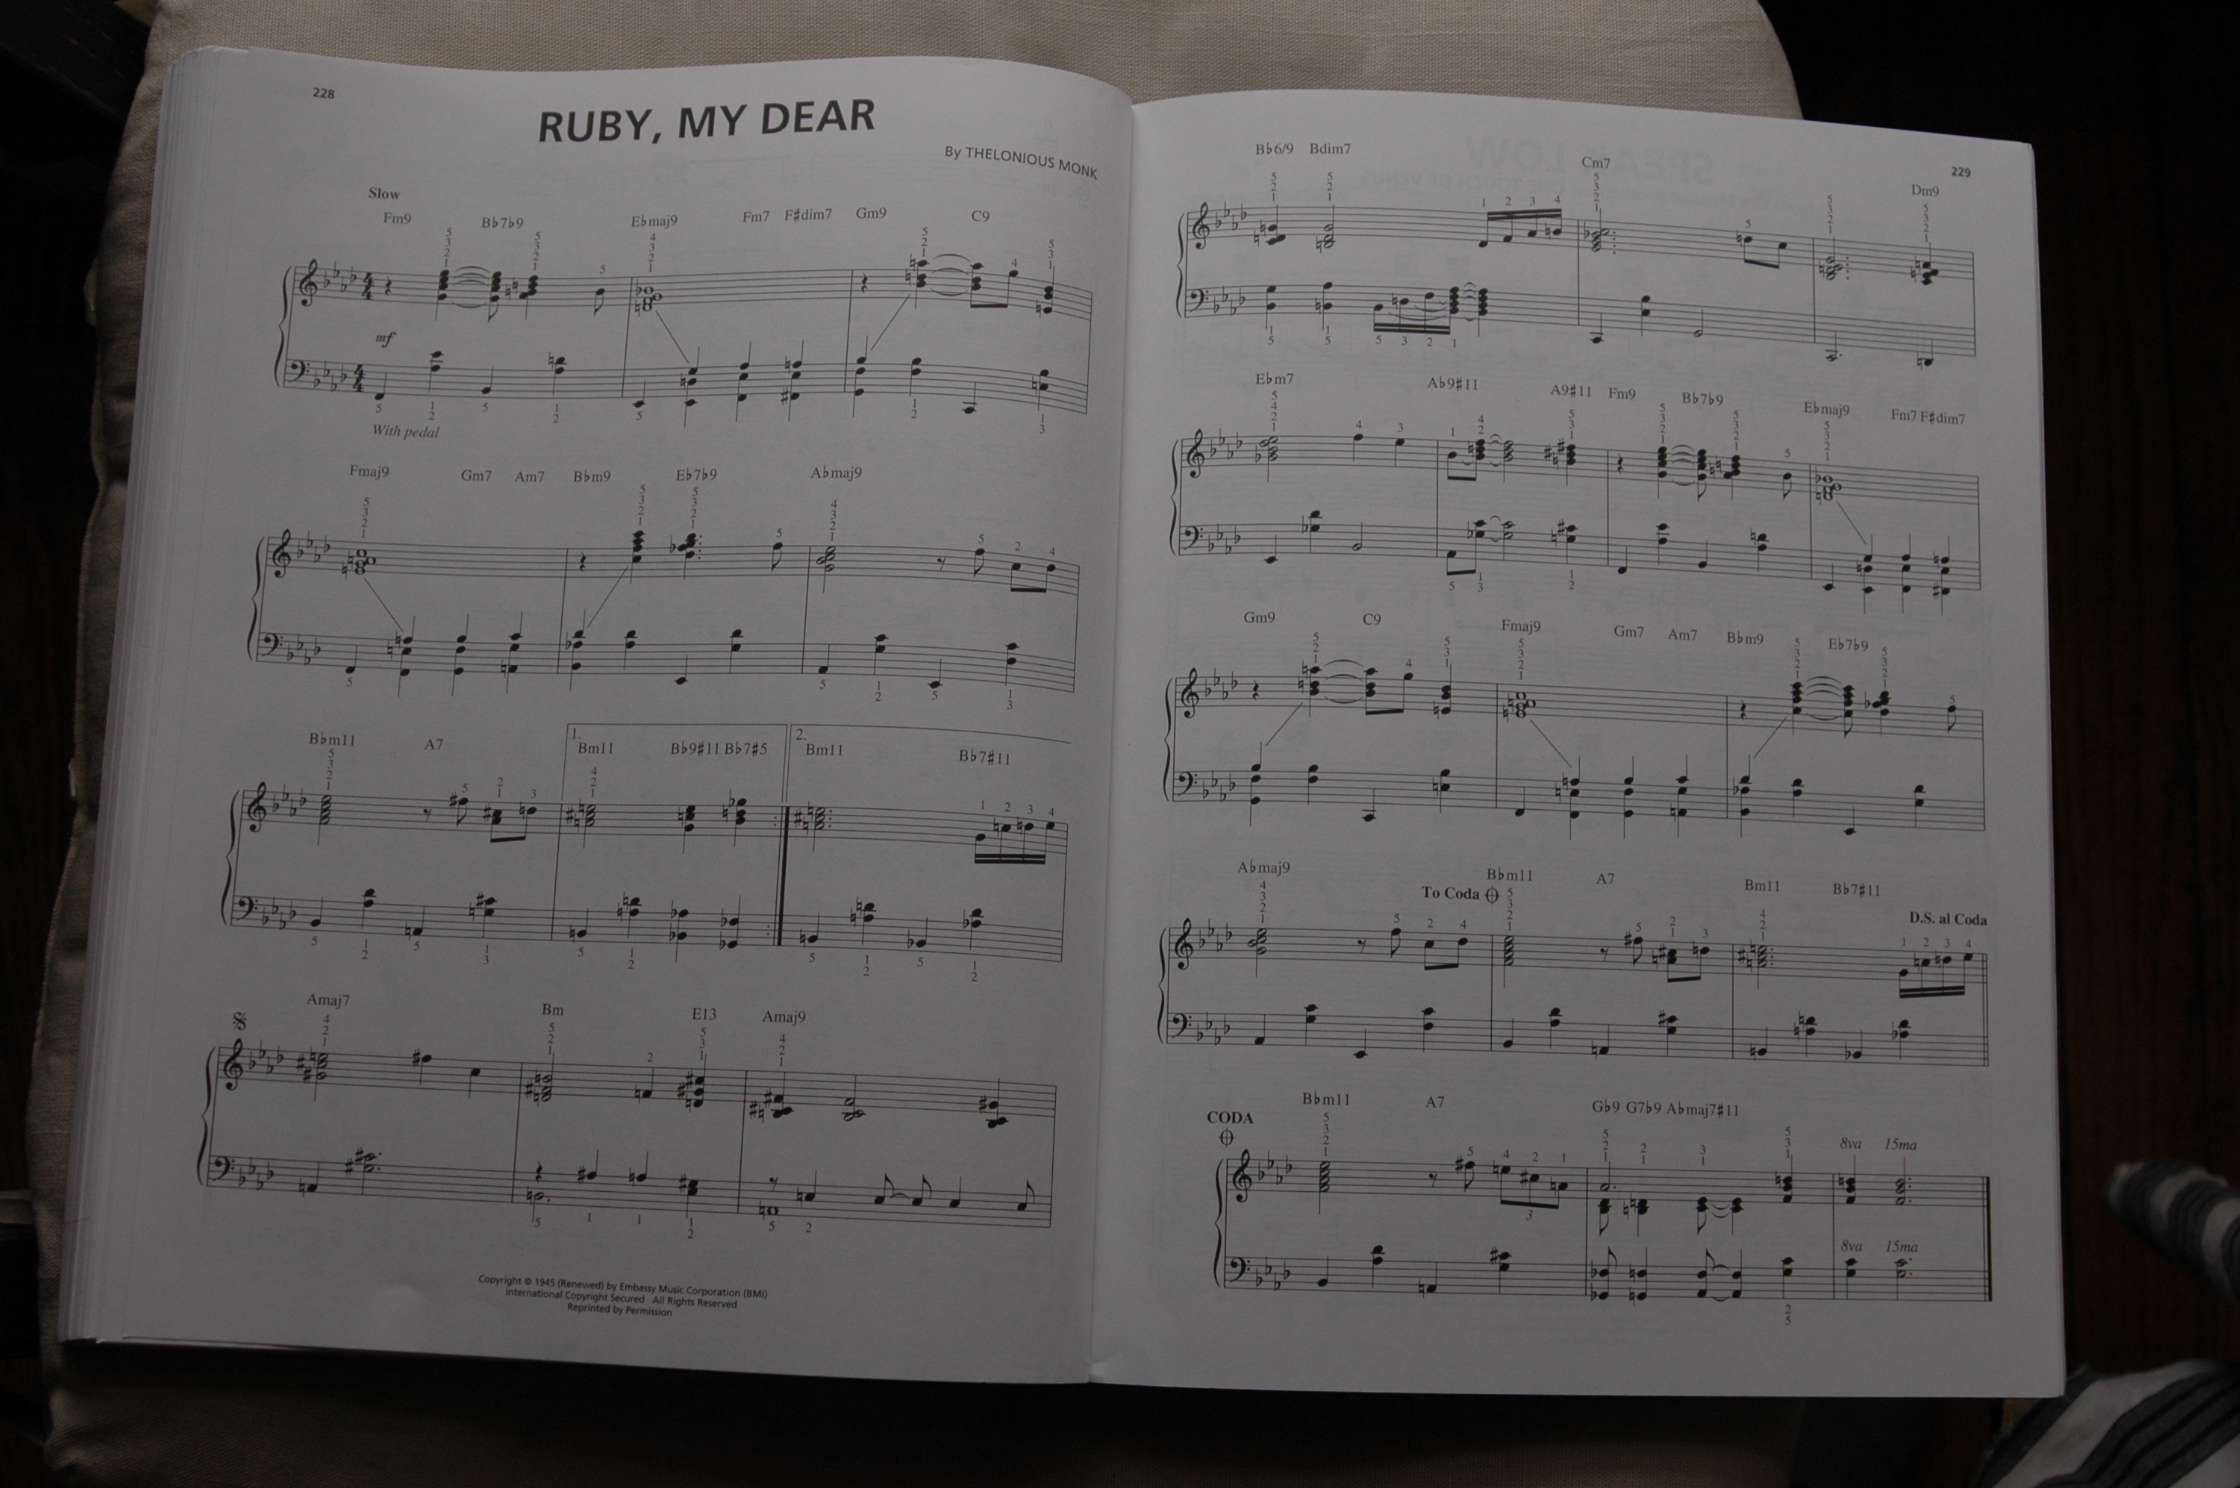 228
RUBY, MY DEAR
By THELONIOUS MONK
Slow
Fm9 B♭7♭9 E♭maj9 Fm7 F♯dim7 Gm9 C9
mf
With pedal
Fmaj9 Gm7 Am7 B♭m9 E♭7♭9 A♭maj9
B♭m11 A7 1. Bm11 B♭9♯11 B♭7♯5 2. Bm11 B♭7♯11
Amaj7 Bm E13 Amaj9
Copyright © 1945 (Renewed) by Embassy Music Corporation (BMI)
International Copyright Secured All Rights Reserved
Reprinted by Permission
229
B♭6/9 Bdim7 Cm7 Dm9
E♭m7 A♭9♯11 A9♯11 Fm9 B♭7♭9 E♭maj9 Fm7 F♯dim7
Gm9 C9 Fmaj9 Gm7 Am7 B♭m9 E♭7♭9
A♭maj9 To Coda B♭m11 A7 Bm11 B♭7♯11
D.S. al Coda
CODA
B♭m11 A7 G♭9 G7♭9 A♭maj7♯11
8va 15ma
3
8va 15ma